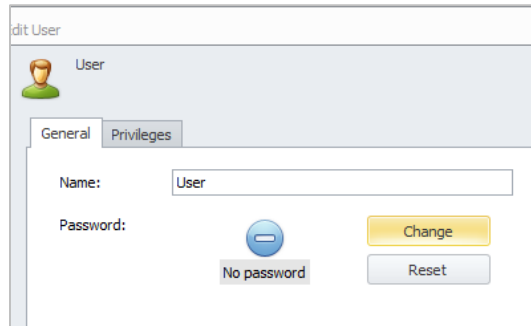 dit User
User
General Privileges
Name: User
Password: Change
No password Reset